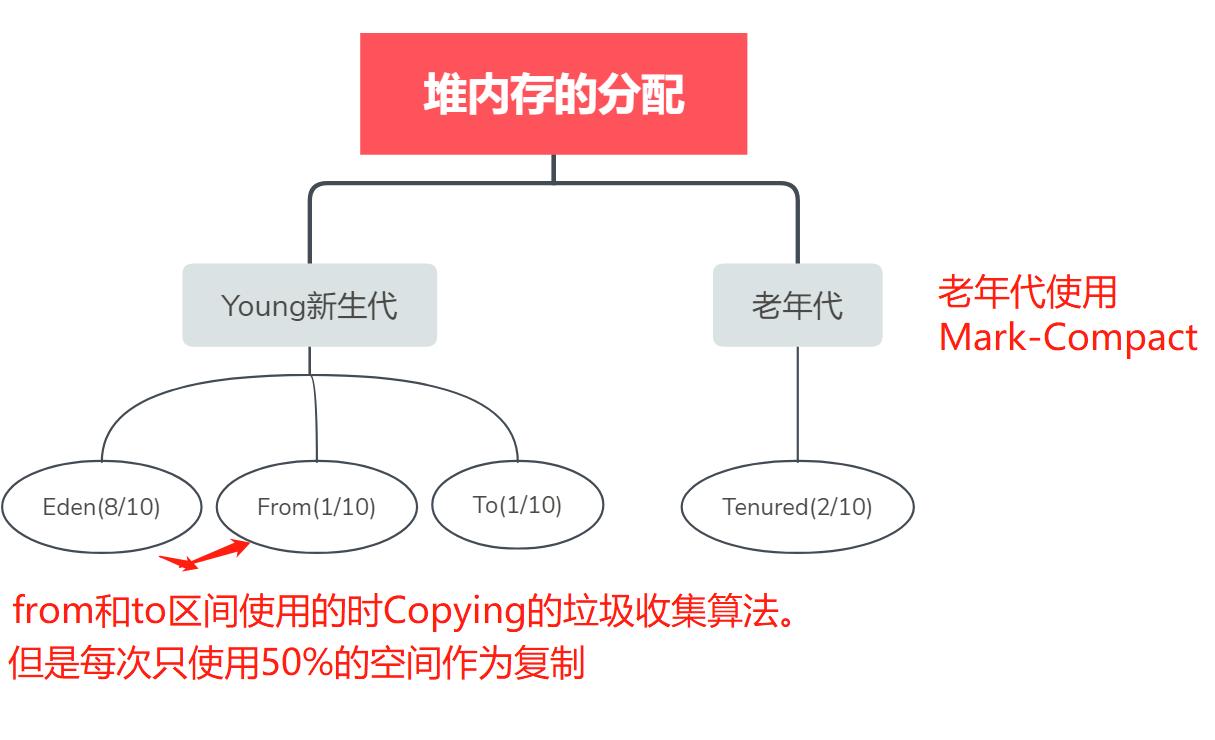 堆内存的分配
Young新生代
老年代
老年代使用
Mark-Compact
Eden(8/10)
From(1/10)
To(1/10)
Tenured(2/10)
from和to区间使用的时Copying的垃圾收集算法。
但是每次只使用50%的空间作为复制